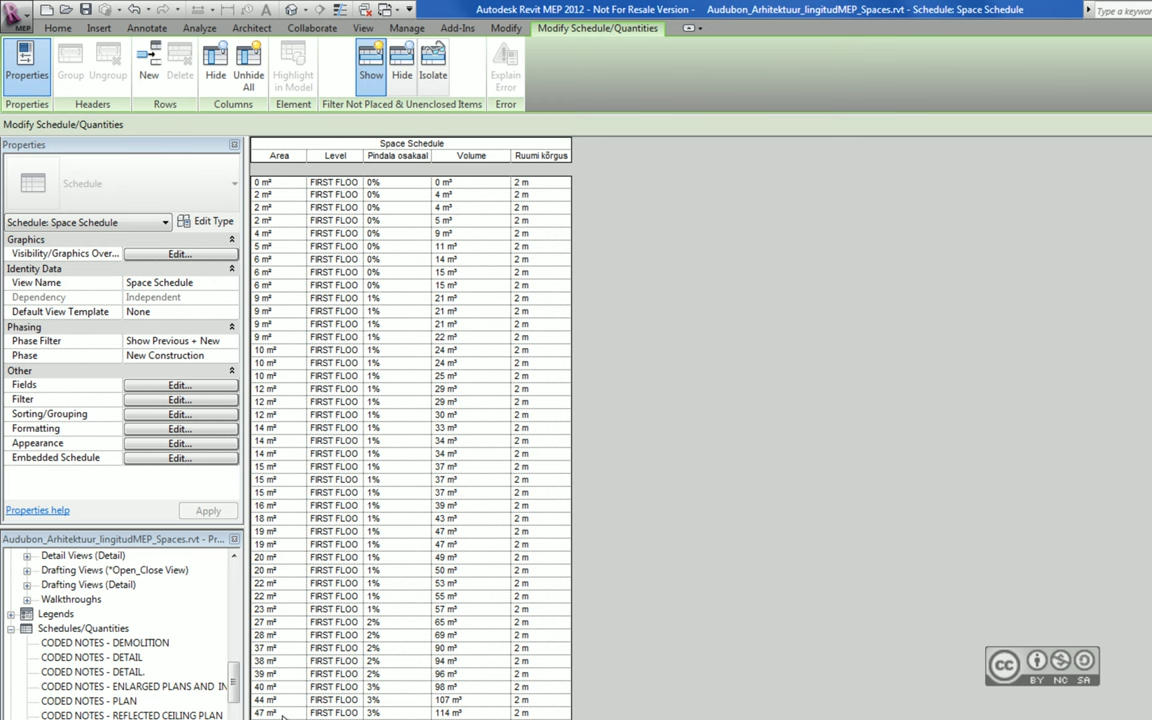 Autodesk Revit MEP 2012 - Not For Resale Version - Audubon_Arhitektuur_lingitudMEP_Spaces.rvt - Schedule: Space Schedule
Type a keyword
MEP
Home Insert Annotate Analyze Architect Collaborate View Manage Add-Ins Modify Modify Schedule/Quantities
Properties Group Ungroup New Delete Hide Unhide All Highlight in Model Show Hide Isolate Explain Error
Properties Headers Rows Columns Element Filter Not Placed & Unenclosed Items Error
Modify Schedule/Quantities
Properties
Schedule
Schedule: Space Schedule Edit Type
Graphics
Visibility/Graphics Over... Edit...
Identity Data
View Name Space Schedule
Dependency Independent
Default View Template None
Phasing
Phase Filter Show Previous + New
Phase New Construction
Other
Fields Edit...
Filter Edit...
Sorting/Grouping Edit...
Formatting Edit...
Appearance Edit...
Embedded Schedule Edit...
Properties help Apply
Audubon_Arhitektuur_lingitudMEP_Spaces.rvt - Pr...
Detail Views (Detail)
Drafting Views (*Open_Close View)
Drafting Views (Detail)
Walkthroughs
Legends
Schedules/Quantities
CODED NOTES - DEMOLITION
CODED NOTES - DETAIL
CODED NOTES - DETAIL.
CODED NOTES - ENLARGED PLANS AND IN
CODED NOTES - PLAN
CODED NOTES - REFLECTED CEILING PLAN
Space Schedule
Area Level Pindala osakaal Volume Ruumi kõrgus
0 m² FIRST FLOO 0% 0 m³ 2 m
2 m² FIRST FLOO 0% 4 m³ 2 m
2 m² FIRST FLOO 0% 4 m³ 2 m
2 m² FIRST FLOO 0% 5 m³ 2 m
4 m² FIRST FLOO 0% 9 m³ 2 m
5 m² FIRST FLOO 0% 11 m³ 2 m
6 m² FIRST FLOO 0% 14 m³ 2 m
6 m² FIRST FLOO 0% 15 m³ 2 m
6 m² FIRST FLOO 0% 15 m³ 2 m
9 m² FIRST FLOO 1% 21 m³ 2 m
9 m² FIRST FLOO 1% 21 m³ 2 m
9 m² FIRST FLOO 1% 21 m³ 2 m
9 m² FIRST FLOO 1% 22 m³ 2 m
10 m² FIRST FLOO 1% 24 m³ 2 m
10 m² FIRST FLOO 1% 24 m³ 2 m
10 m² FIRST FLOO 1% 25 m³ 2 m
12 m² FIRST FLOO 1% 29 m³ 2 m
12 m² FIRST FLOO 1% 29 m³ 2 m
12 m² FIRST FLOO 1% 30 m³ 2 m
14 m² FIRST FLOO 1% 33 m³ 2 m
14 m² FIRST FLOO 1% 34 m³ 2 m
14 m² FIRST FLOO 1% 34 m³ 2 m
15 m² FIRST FLOO 1% 37 m³ 2 m
15 m² FIRST FLOO 1% 37 m³ 2 m
15 m² FIRST FLOO 1% 37 m³ 2 m
16 m² FIRST FLOO 1% 39 m³ 2 m
18 m² FIRST FLOO 1% 43 m³ 2 m
19 m² FIRST FLOO 1% 47 m³ 2 m
19 m² FIRST FLOO 1% 47 m³ 2 m
20 m² FIRST FLOO 1% 49 m³ 2 m
20 m² FIRST FLOO 1% 50 m³ 2 m
22 m² FIRST FLOO 1% 53 m³ 2 m
22 m² FIRST FLOO 1% 55 m³ 2 m
23 m² FIRST FLOO 1% 57 m³ 2 m
27 m² FIRST FLOO 2% 65 m³ 2 m
28 m² FIRST FLOO 2% 69 m³ 2 m
37 m² FIRST FLOO 2% 90 m³ 2 m
38 m² FIRST FLOO 2% 94 m³ 2 m
39 m² FIRST FLOO 2% 96 m³ 2 m
40 m² FIRST FLOO 3% 98 m³ 2 m
44 m² FIRST FLOO 3% 107 m³ 2 m
47 m² FIRST FLOO 3% 114 m³ 2 m
cc BY NC SA